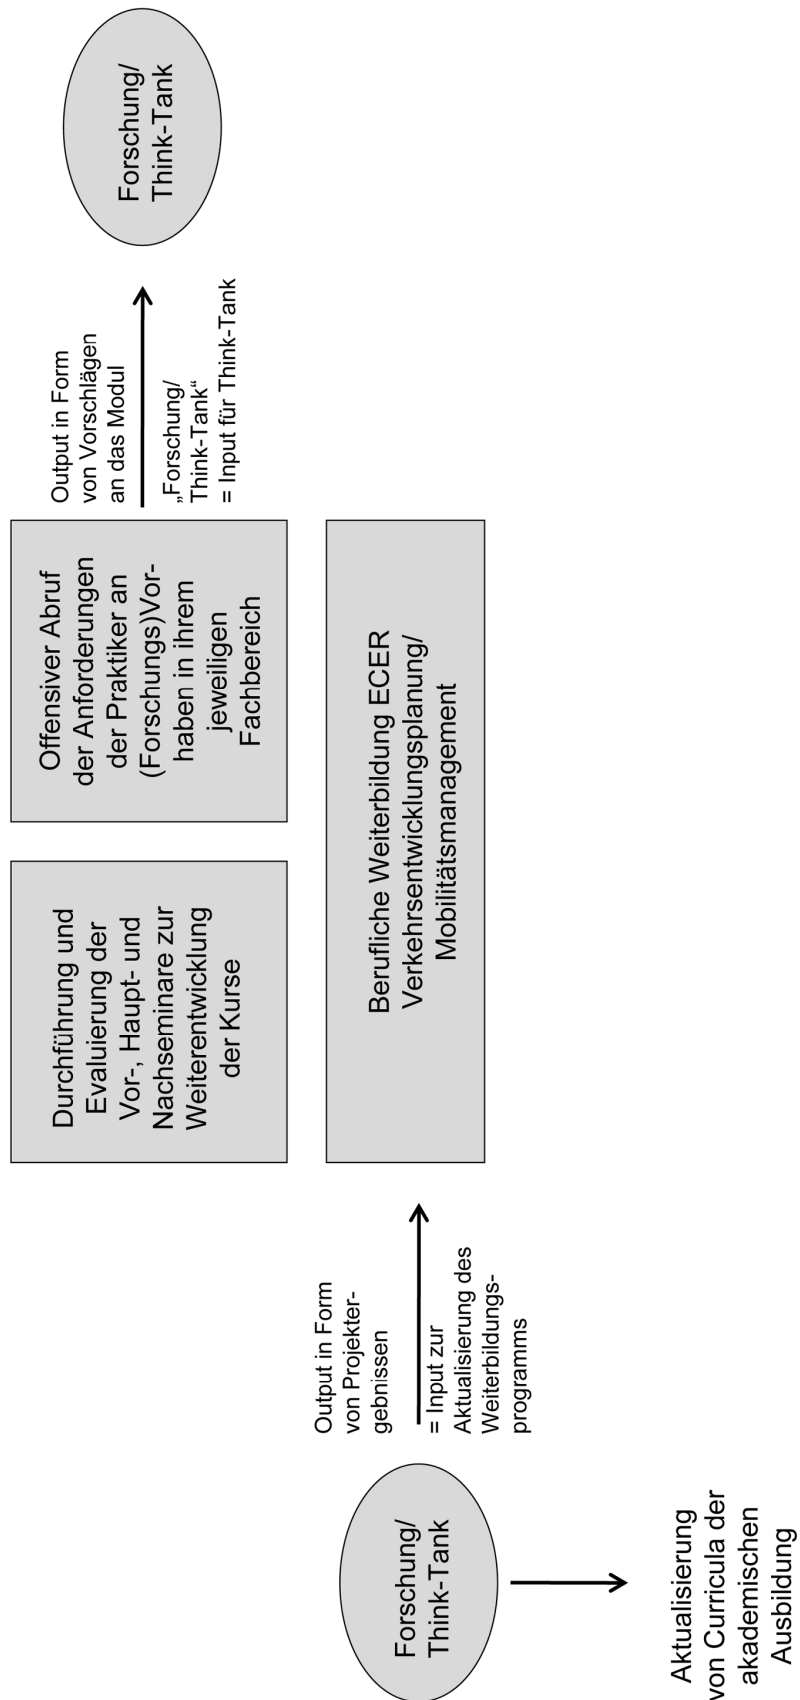 Forschung/
Think-Tank
Aktualisierung
von Curricula der
akademischen
Ausbildung
Output in Form
von Projekter-
gebnissen
= Input zur
Aktualisierung des
Weiterbildungs-
programms
Durchführung und
Evaluierung der
Vor-, Haupt- und
Nachseminare zur
Weiterentwicklung
der Kurse
Offensiver Abruf
der Anforderungen
der Praktiker an
(Forschungs)Vor-
haben in ihrem
jeweiligen
Fachbereich
Berufliche Weiterbildung ECER
Verkehrsentwicklungsplanung/
Mobilitätsmanagement
Output in Form
von Vorschlägen
an das Modul
„Forschung/
Think-Tank“
= Input für Think-Tank
Forschung/
Think-Tank